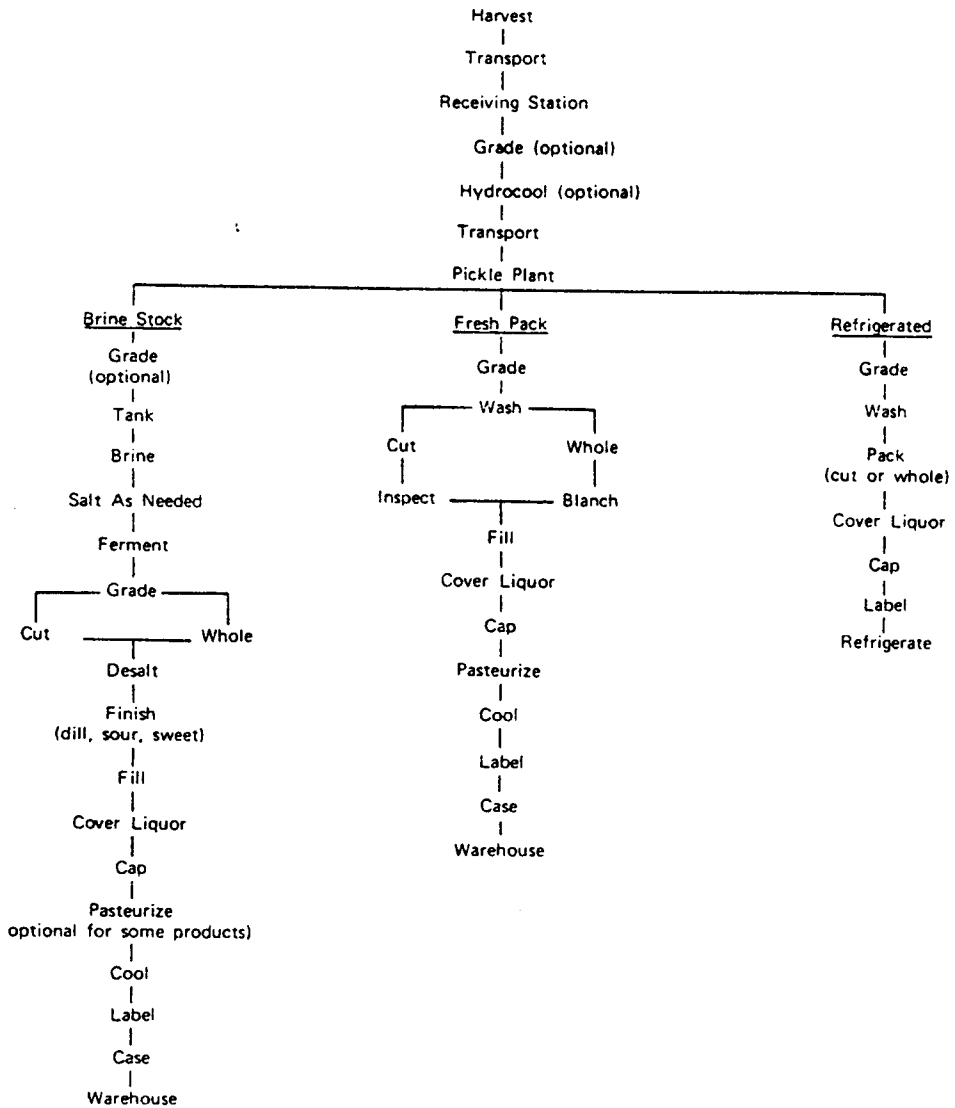 Harvest
Transport
Receiving Station
Grade (optional)
Hydrocool (optional)
Transport
Pickle Plant
Brine Stock
Grade
(optional)
Tank
Brine
Salt As Needed
Ferment
Grade
Cut
Whole
Desalt
Finish
(dill, sour, sweet)
Fill
Cover Liquor
Cap
Pasteurize
optional for some products)
Cool
Label
Case
Warehouse
Fresh Pack
Grade
Wash
Cut
Whole
Inspect
Blanch
Fill
Cover Liquor
Cap
Pasteurize
Cool
Label
Case
Warehouse
Refrigerated
Grade
Wash
Pack
(cut or whole)
Cover Liquor
Cap
Label
Refrigerate